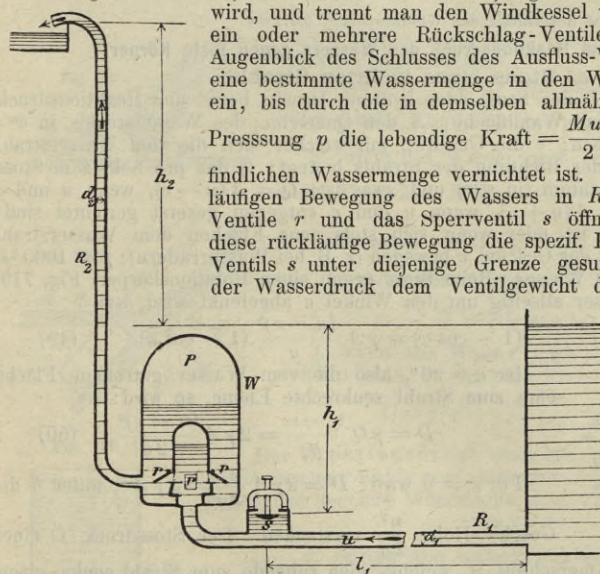 wird, und trennt man den Windkessel
ein oder mehrere Rückschlag-Ventile
Augenblick des Schlusses des Ausfluss-
eine bestimmte Wassermenge in den W
ein, bis durch die in demselben allmäh
Presssung p die lebendige Kraft = Mu
2
findlichen Wassermenge vernichtet ist.
läufigen Bewegung des Wassers in R
Ventile r und das Sperrventil s öffn
diese rückläufige Bewegung die spezif.
Ventils s unter diejenige Grenze gesu
der Wasserdruck dem Ventilgewicht d
h2
d2
R2
P
W
h1
r r r
s
R1
u
d1
l1